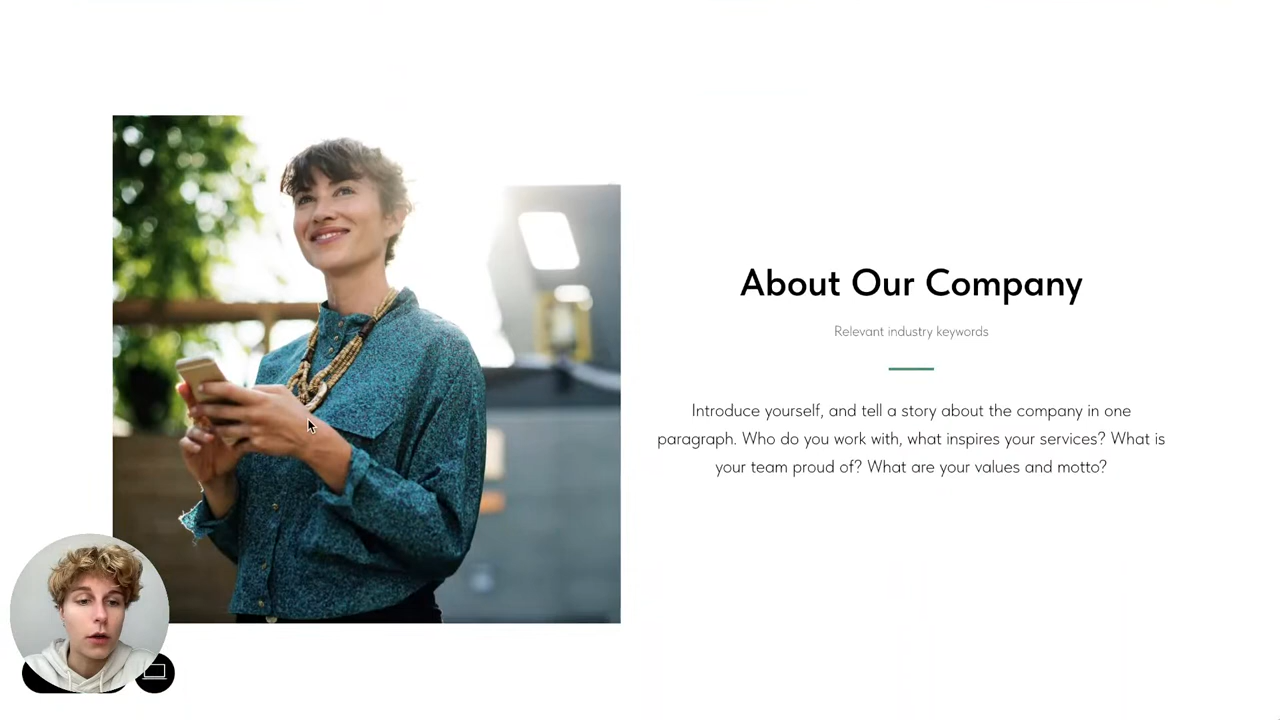 About Our Company
Relevant industry keywords
Introduce yourself, and tell a story about the company in one
paragraph. Who do you work with, what inspires your services? What is
your team proud of? What are your values and motto?